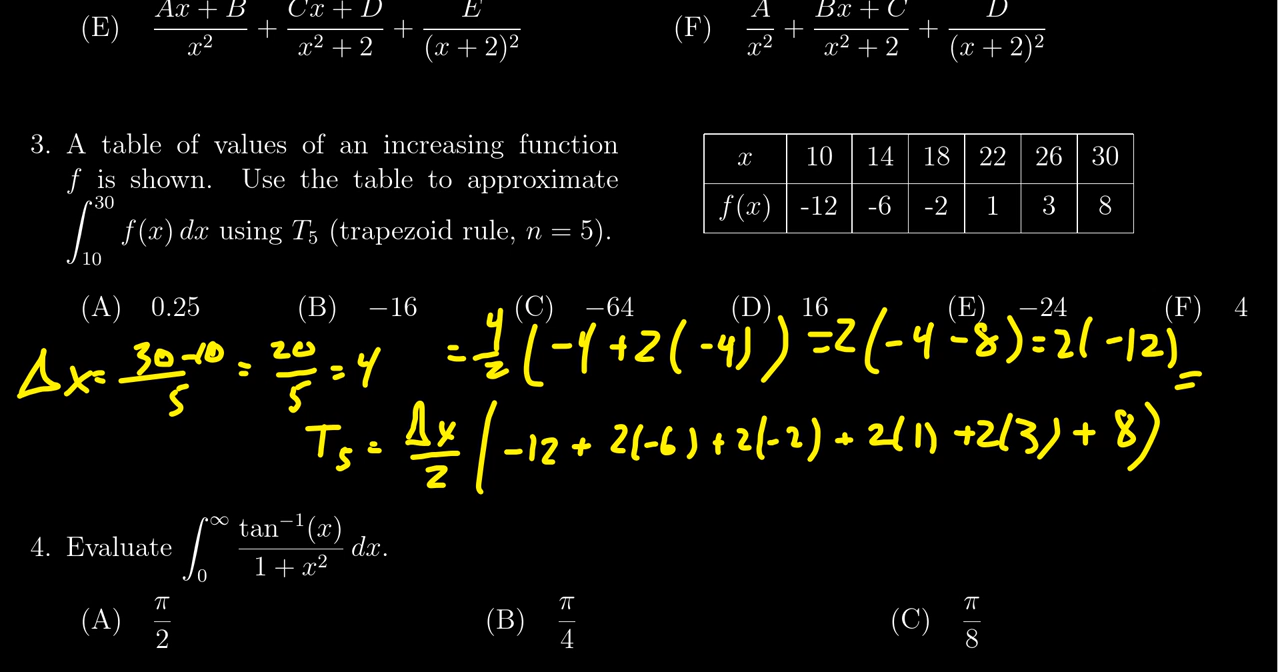 (E) Ax + B / x² + Cx + D / x² + 2 + E / (x + 2)²
(F) A / x² + Bx + C / x² + 2 + D / (x + 2)²
3. A table of values of an increasing function
f is shown. Use the table to approximate
∫₁₀³⁰ f(x) dx using T₅ (trapezoid rule, n = 5).
x 10 14 18 22 26 30
f(x) -12 -6 -2 1 3 8
(A) 0.25 (B) −16 (C) −64 (D) 16 (E) −24 (F) 4
Δx = 30-10 / 5 = 20 / 5 = 4
= 4/2 (-4 + 2(-4)) = 2(-4 -8) = 2(-12) =
T₅ = Δx / 2 (-12 + 2(-6) + 2(-2) + 2(1) + 2(3) + 8)
4. Evaluate ∫₀^∞ tan⁻¹(x) / 1 + x² dx.
(A) π/2 (B) π/4 (C) π/8